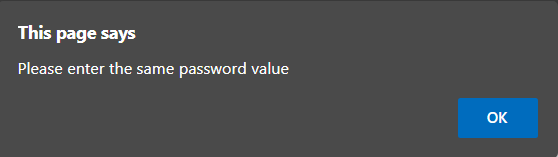 This page says
Please enter the same password value
OK